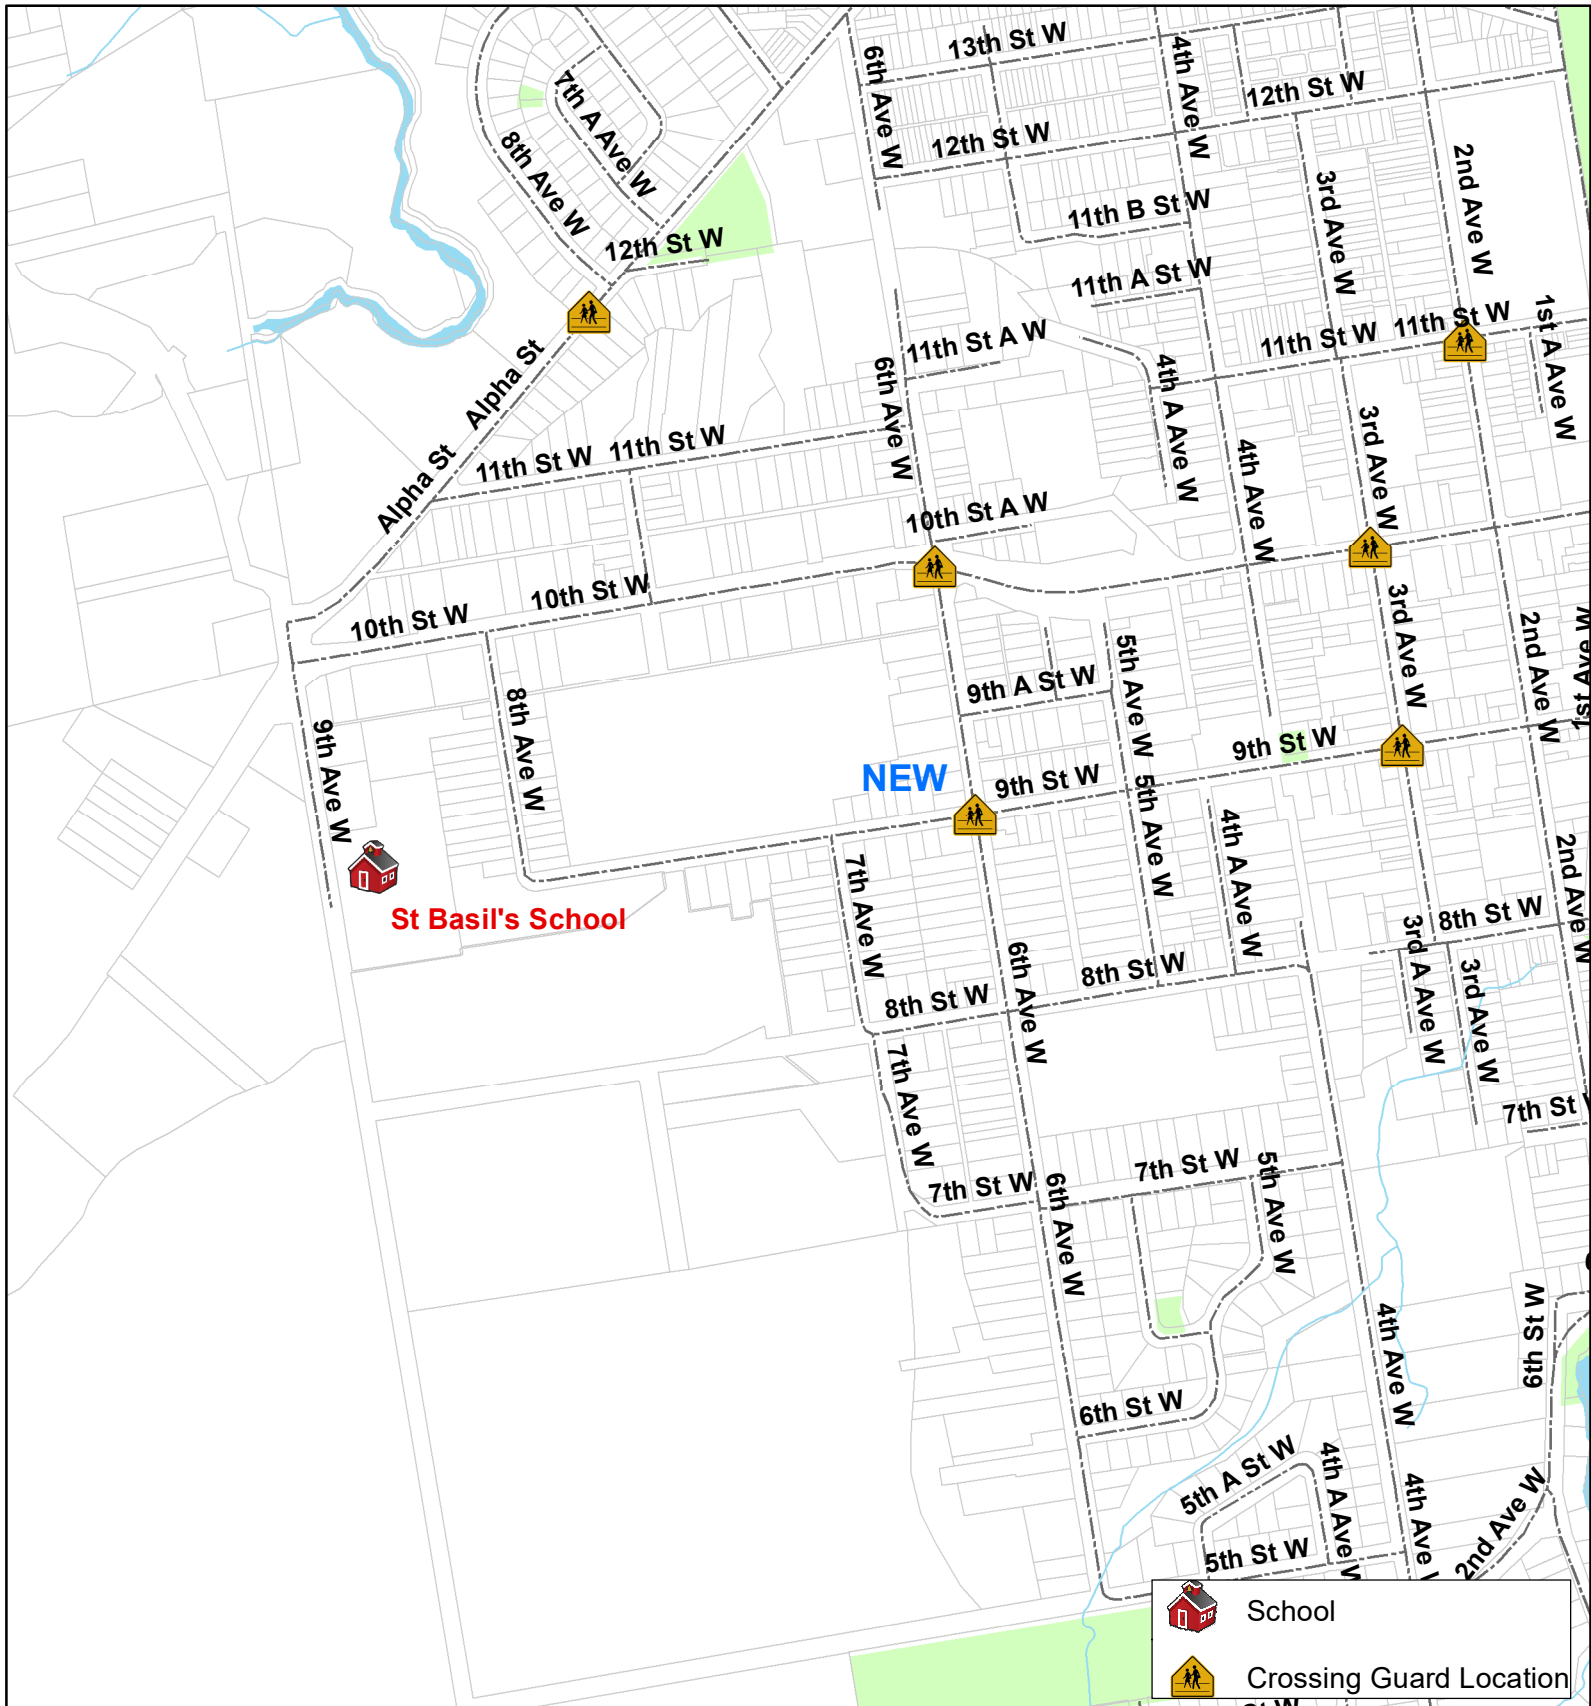 13th St W
6th Ave W
4th Ave W
12th St W
7th A Ave W
8th Ave W
12th St W
2nd Ave W
3rd Ave W
11th B St W
12th St W
11th A St W
Alpha St
11th St A W
11th St W
11th St W
1st A Ave W
6th Ave W
4th A Ave W
3rd Ave W
11th St W
11th St W
Alpha St
4th Ave W
10th St A W
10th St W
10th St W
3rd Ave W
2nd Ave W
1st Ave W
5th Ave W
9th A St W
8th Ave W
9th Ave W
9th St W
NEW
9th St W
5th Ave W
4th A Ave W
7th Ave W
2nd Ave W
St Basil's School
8th St W
3rd A Ave W
3rd Ave W
6th Ave W
8th St W
8th St W
7th Ave W
7th St W
7th St W
5th Ave W
7th St W
6th Ave W
6th St W
4th Ave W
6th St W
5th A St W
4th A Ave W
4th Ave W
2nd Ave W
5th St W
School
Crossing Guard Location
St W